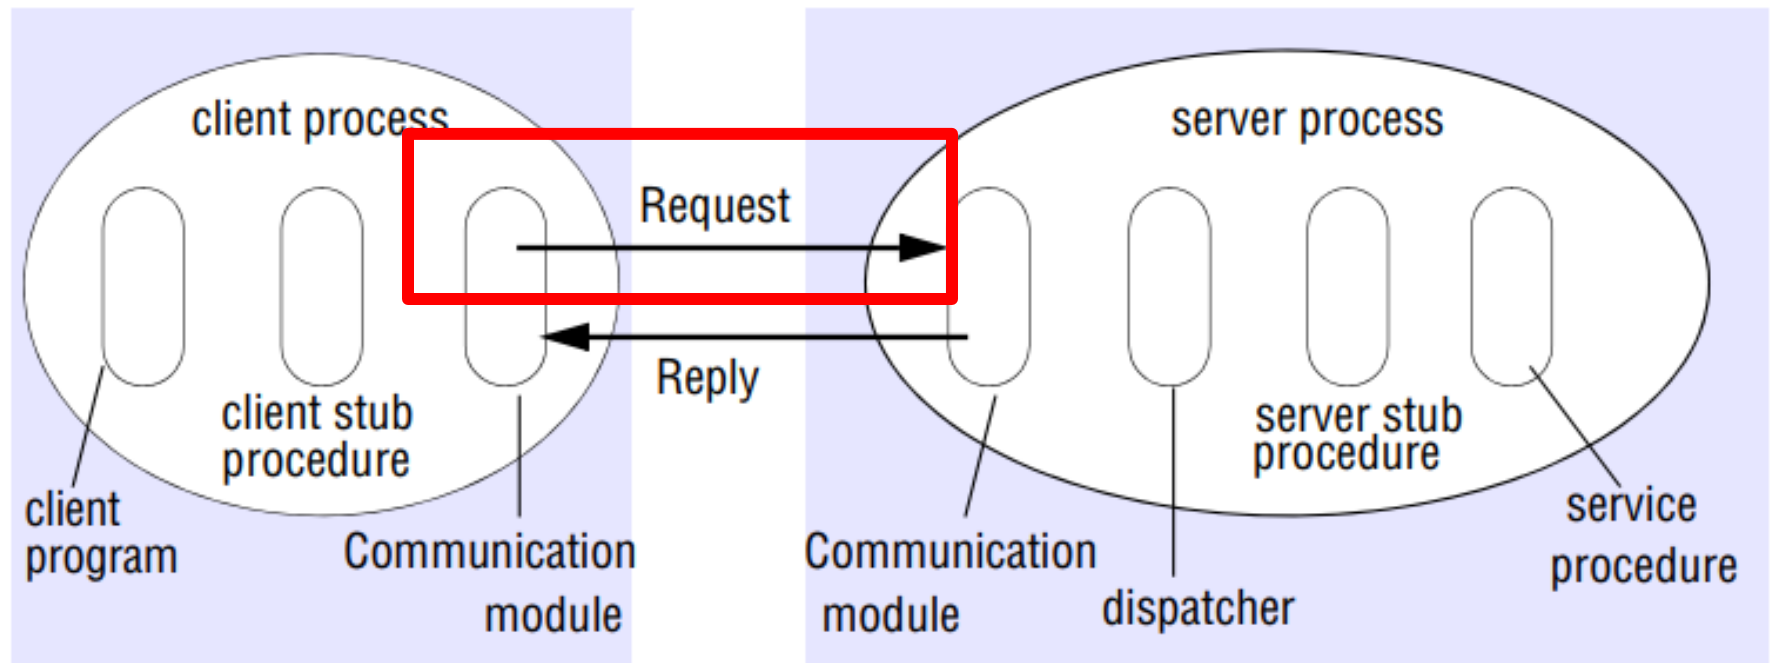 client process
server process
Request
Reply
client stub
procedure
server stub
procedure
client
program
Communication
module
Communication
module
dispatcher
service
procedure